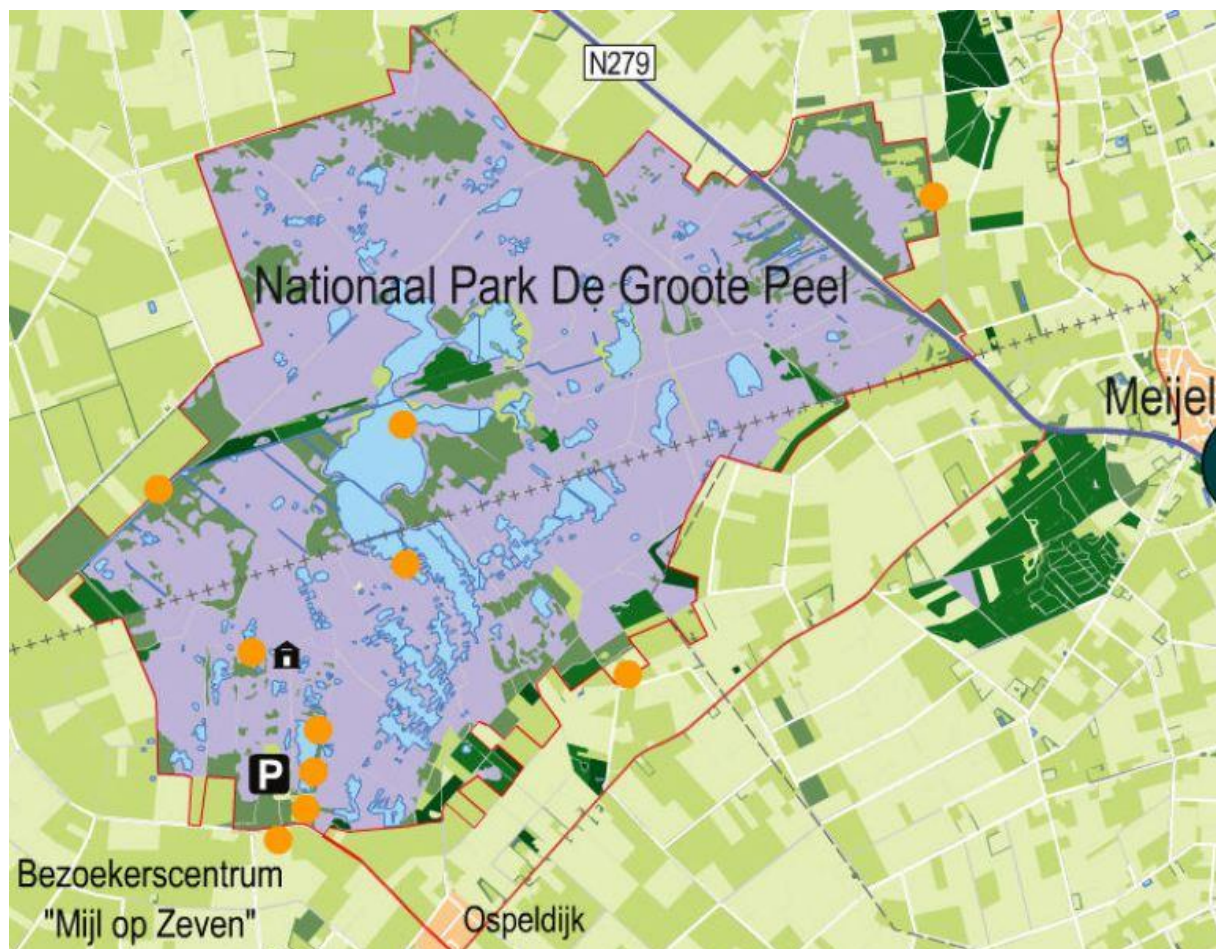 N279
Nationaal Park De Groote Peel
Meijel
P
Bezoekerscentrum
"Mijl op Zeven"
Ospeldijk